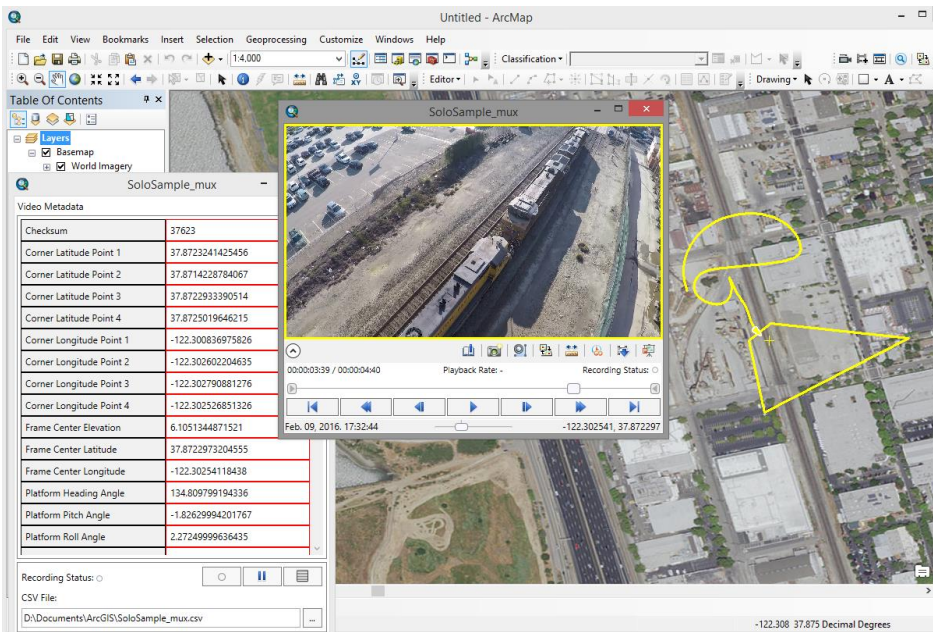 Untitled - ArcMap
File Edit View Bookmarks Insert Selection Geoprocessing Customize Windows Help
1:4,000
Classification
Editor
Drawing
Table Of Contents
Layers
Basemap
World Imagery
SoloSample_mux
Video Metadata
Checksum 37623
Corner Latitude Point 1 37.8723241425456
Corner Latitude Point 2 37.8714228784067
Corner Latitude Point 3 37.8722933390514
Corner Latitude Point 4 37.8725019646215
Corner Longitude Point 1 -122.300836975826
Corner Longitude Point 2 -122.302602204635
Corner Longitude Point 3 -122.302790881276
Corner Longitude Point 4 -122.302526851326
Frame Center Elevation 6.1051344871521
Frame Center Latitude 37.8722973204555
Frame Center Longitude -122.30254118438
Platform Heading Angle 134.809799194336
Platform Pitch Angle -1.82629994201767
Platform Roll Angle 2.27249999636435
Recording Status:
CSV File:
D:\Documents\ArcGIS\SoloSample_mux.csv
...
SoloSample_mux
00:00:03:39 / 00:00:04:40 Playback Rate: - Recording Status:
Feb. 09, 2016. 17:32:44 -122.302541, 37.872297
-122.308 37.875 Decimal Degrees